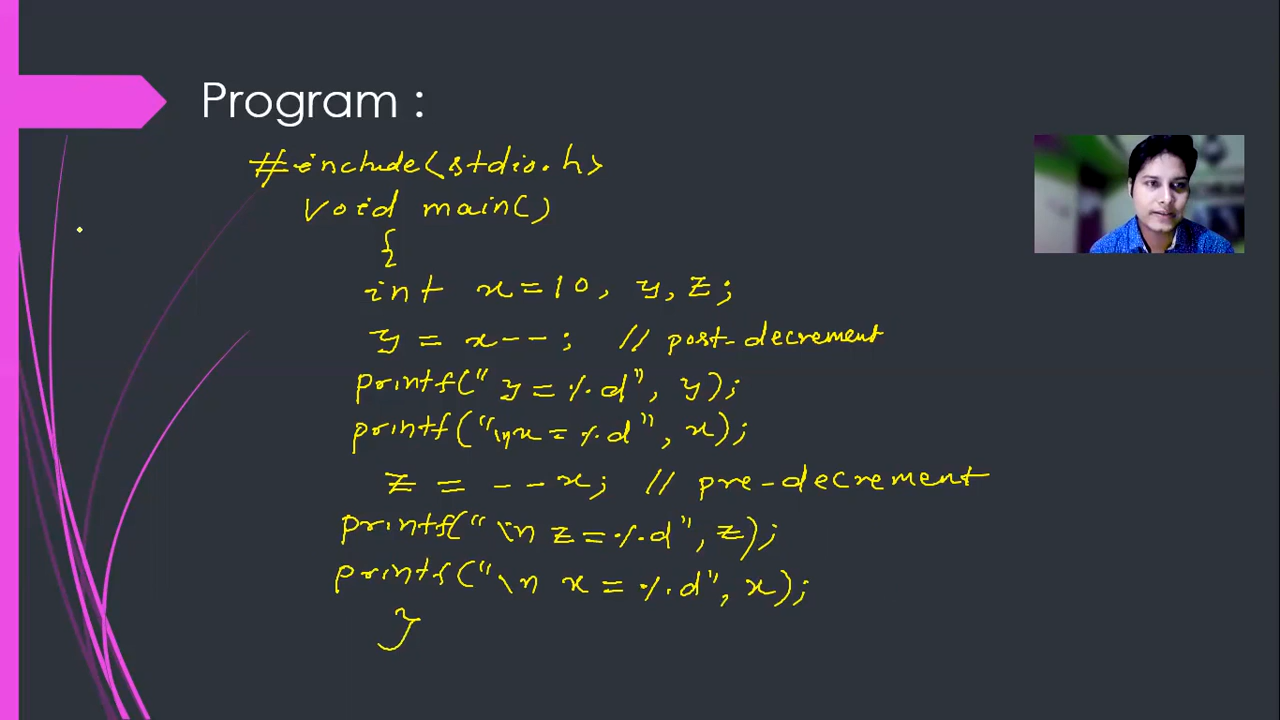 Program :
#include<stdio.h>
void main()
{
int x=10, y,z;
y = x--; // post-decrement
printf("y=%d", y);
printf("\nx=%d", x);
z = --x; // pre-decrement
printf("\n z=%d", z);
printf("\n x=%d", x);
}